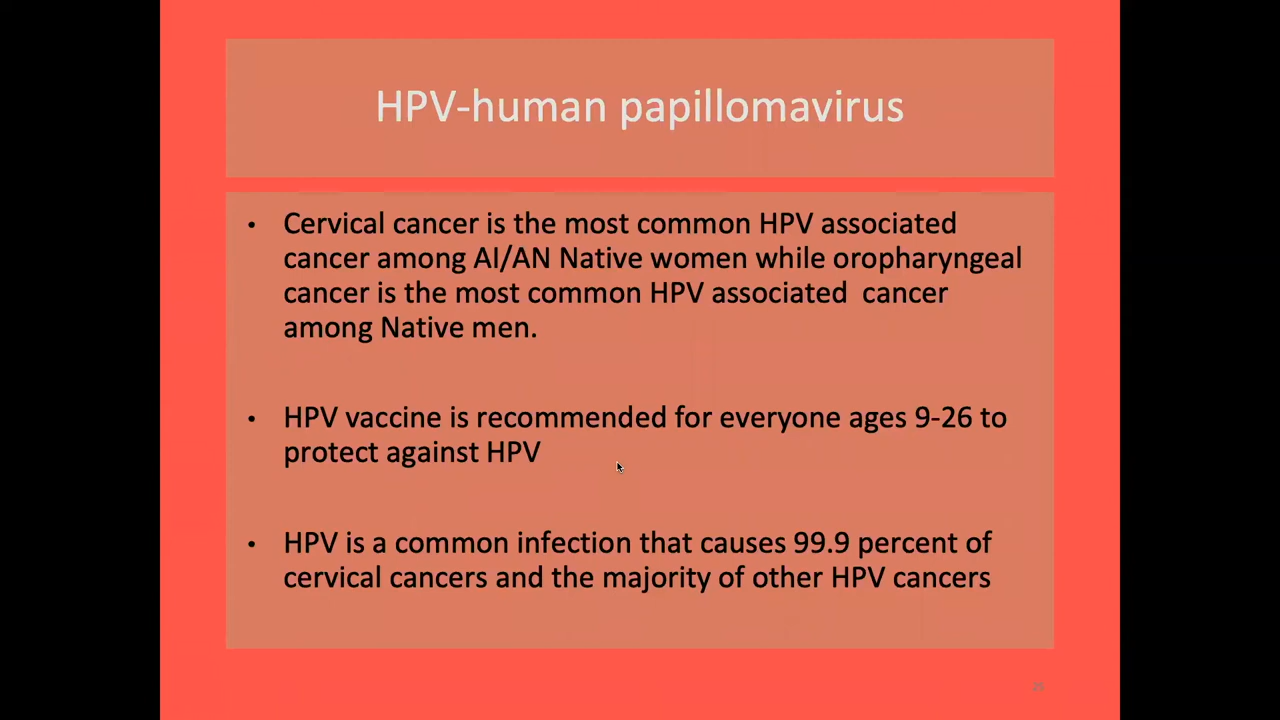 HPV-human papillomavirus
• Cervical cancer is the most common HPV associated
cancer among AI/AN Native women while oropharyngeal
cancer is the most common HPV associated  cancer
among Native men.
• HPV vaccine is recommended for everyone ages 9-26 to
protect against HPV
• HPV is a common infection that causes 99.9 percent of
cervical cancers and the majority of other HPV cancers